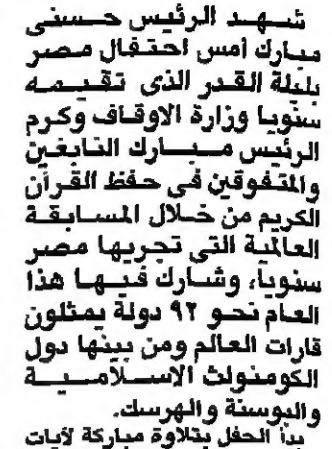 شهد الرئيس حسنى
مبارك أمس احتفال مصر
بليلة القدر الذى تقيمه
سنويا وزارة الاوقاف وكرم
الرئيس مبارك النابغين
والمتفوقين فى حفظ القرآن
الكريم من خلال المسابقة
العالمية التى تجريها مصر
سنوياً، وشارك فيها هذا
العام نحو ٩٢ دولة يمثلون
قارات العالم ومن بينها دول
الكومنولث الاسلامية
والبوسنة والهرسك.
بدأ الحفل بتلاوة مباركة لآيات